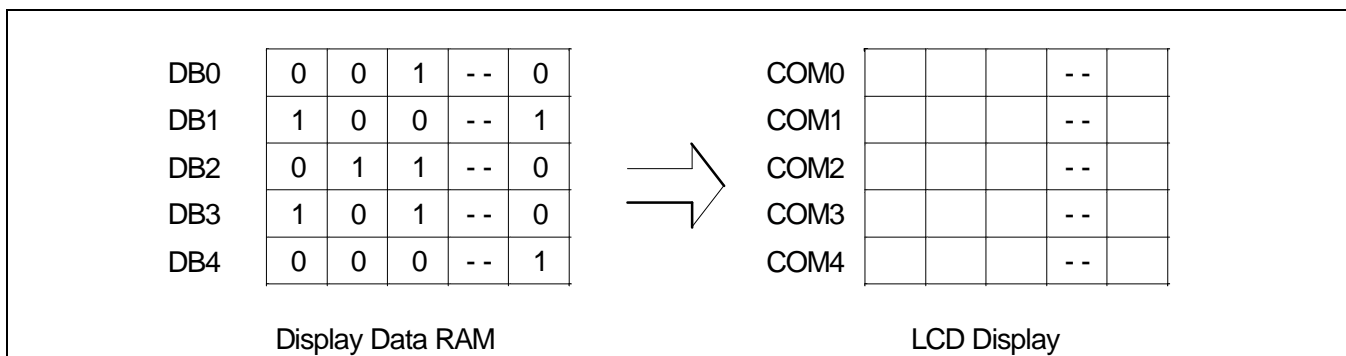 DB0 0 0 1 - - 0 COM0 - -
DB1 1 0 0 - - 1 COM1 - -
DB2 0 1 1 - - 0 COM2 - -
DB3 1 0 1 - - 0 COM3 - -
DB4 0 0 0 - - 1 COM4 - -
Display Data RAM LCD Display